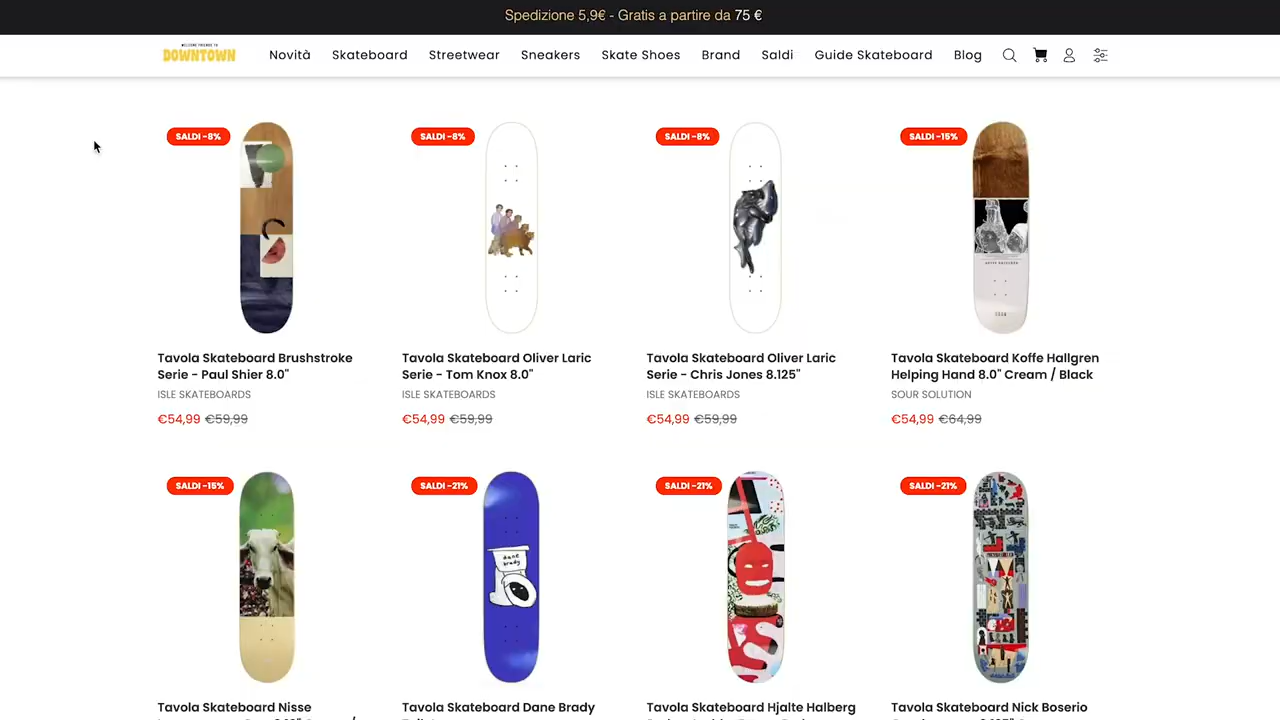 Spedizione 5,9€ - Gratis a partire da 75 €
WELCOME FRIENDS TO
DOWNTOWN
Novità Skateboard Streetwear Sneakers Skate Shoes Brand Saldi Guide Skateboard Blog
SALDI -8% SALDI -8% SALDI -8% SALDI -15%
Tavola Skateboard Brushstroke
Serie - Paul Shier 8.0"
ISLE SKATEBOARDS
€54,99 €59,99
Tavola Skateboard Oliver Laric
Serie - Tom Knox 8.0"
ISLE SKATEBOARDS
€54,99 €59,99
Tavola Skateboard Oliver Laric
Serie - Chris Jones 8.125"
ISLE SKATEBOARDS
€54,99 €59,99
Tavola Skateboard Koffe Hallgren
Helping Hand 8.0" Cream / Black
SOUR SOLUTION
€54,99 €64,99
SALDI -15% SALDI -21% SALDI -21% SALDI -21%
dane
brady
Tavola Skateboard Nisse
Tavola Skateboard Dane Brady
Tavola Skateboard Hjalte Halberg
Tavola Skateboard Nick Boserio